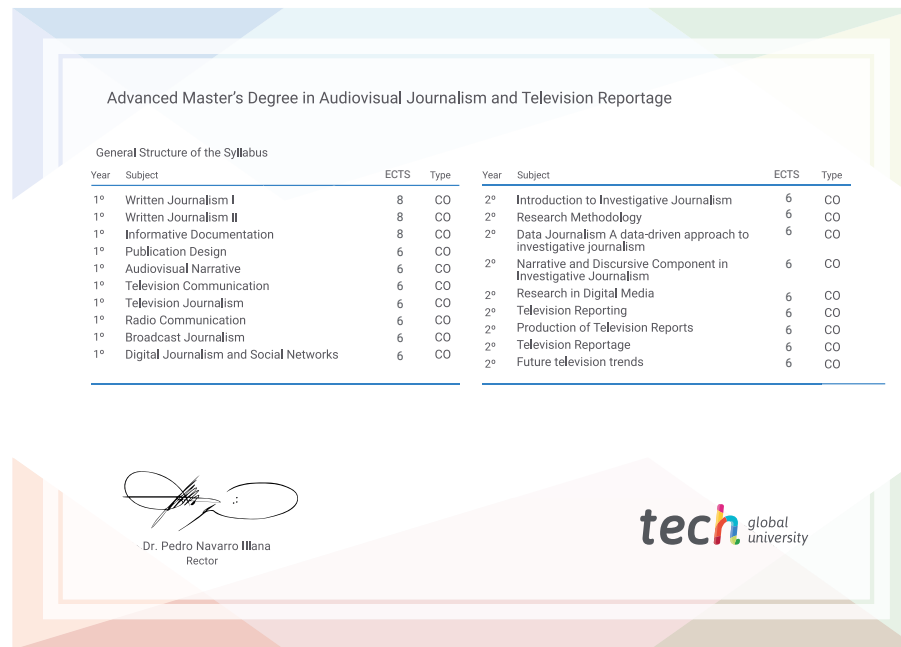 Advanced Master's Degree in Audiovisual Journalism and Television Reportage
General Structure of the Syllabus
Year Subject ECTS Type
1º Written Journalism I 8 CO
1º Written Journalism II 8 CO
1º Informative Documentation 8 CO
1º Publication Design 6 CO
1º Audiovisual Narrative 6 CO
1º Television Communication 6 CO
1º Television Journalism 6 CO
1º Radio Communication 6 CO
1º Broadcast Journalism 6 CO
1º Digital Journalism and Social Networks 6 CO
Year Subject ECTS Type
2º Introduction to Investigative Journalism 6 CO
2º Research Methodology 6 CO
2º Data Journalism A data-driven approach to 6 CO
investigative journalism
2º Narrative and Discursive Component in 6 CO
Investigative Journalism
2º Research in Digital Media 6 CO
2º Television Reporting 6 CO
2º Production of Television Reports 6 CO
2º Television Reportage 6 CO
2º Future television trends 6 CO
Dr. Pedro Navarro Illana
Rector
tech global
university